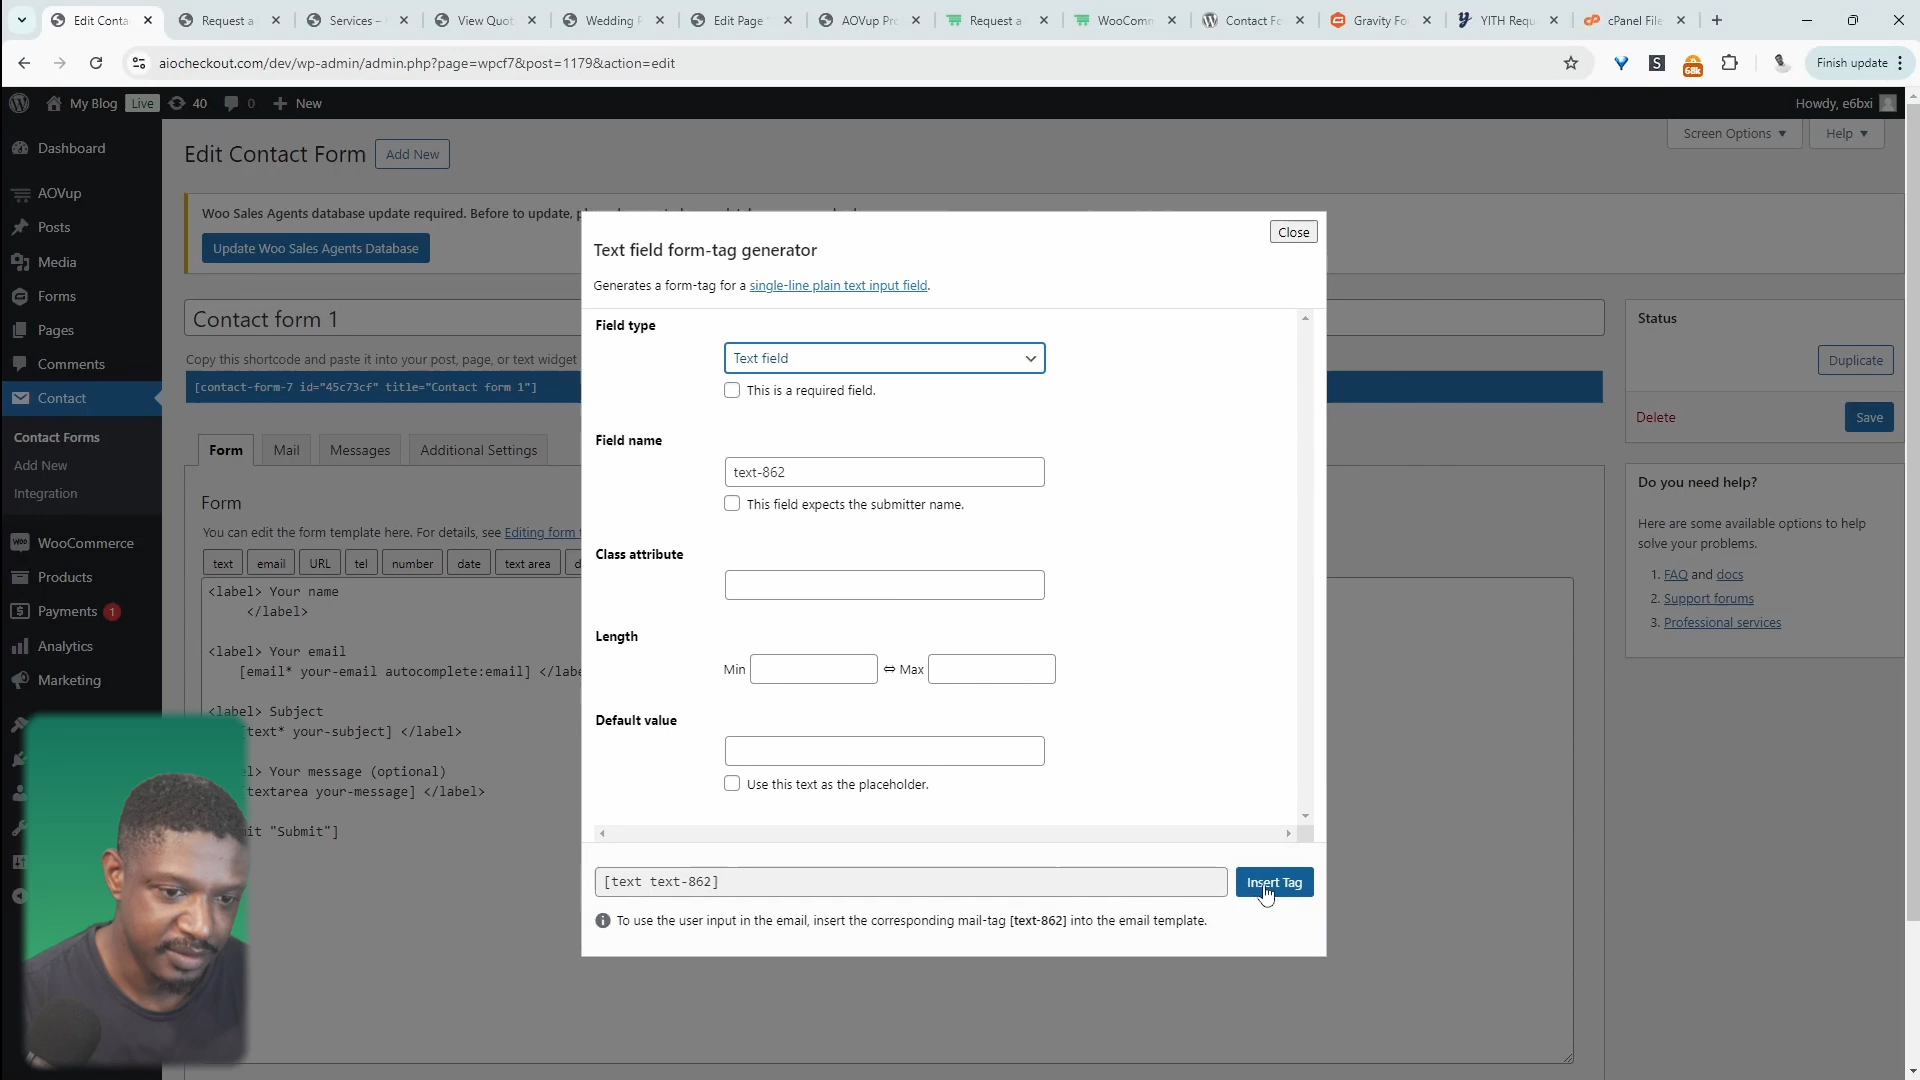 Edit Conta
Request a
Services –
View Quot
Wedding P
Edit Page
AOVup Pro
Request a
WooComm
Contact Fo
Gravity Fo
YITH Requ
cPanel File
aiocheckout.com/dev/wp-admin/admin.php?page=wpcf7&post=1179&action=edit
S
68k
Finish update
My Blog
Live
40
0
New
Howdy, e6bxi
Dashboard
AOVup
Posts
Media
Forms
Pages
Comments
Contact
Contact Forms
Add New
Integration
WooCommerce
Products
Payments 1
Analytics
Marketing
Screen Options
Help
Edit Contact Form
Add New
Woo Sales Agents database update required. Before to update,
Update Woo Sales Agents Database
Contact form 1
Copy this shortcode and paste it into your post, page, or text widget
[contact-form-7 id="45c73cf" title="Contact form 1"]
Form
Mail
Messages
Additional Settings
Form
You can edit the form template here. For details, see Editing form
text
email
URL
tel
number
date
text area
<label> Your name
</label>
<label> Your email
[email* your-email autocomplete:email] </labe
<label> Subject
text* your-subject] </label>
el> Your message (optional)
textarea your-message] </label>
it "Submit"]
Close
Text field form-tag generator
Generates a form-tag for a single-line plain text input field.
Field type
Text field
This is a required field.
Field name
text-862
This field expects the submitter name.
Class attribute
Length
Min
⇔ Max
Default value
Use this text as the placeholder.
[text text-862]
Insert Tag
To use the user input in the email, insert the corresponding mail-tag [text-862] into the email template.
Status
Duplicate
Delete
Save
Do you need help?
Here are some available options to help
solve your problems.
1. FAQ and docs
2. Support forums
3. Professional services